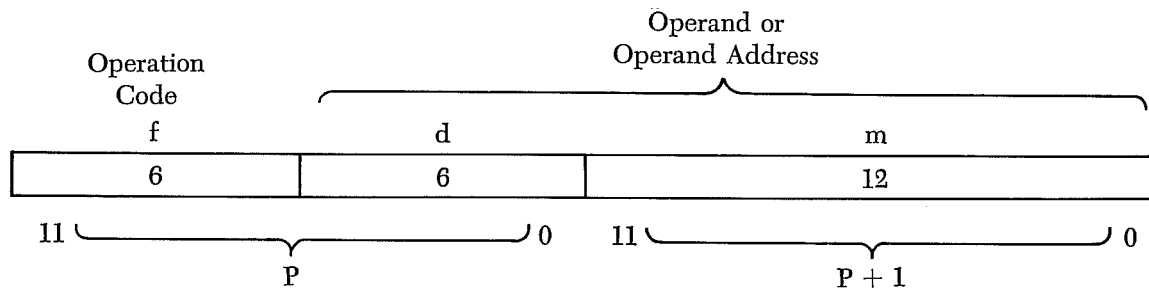 Operand or
Operand Address
Operation
Code
f d m
6 6 12
11 0 11 0
P P + 1